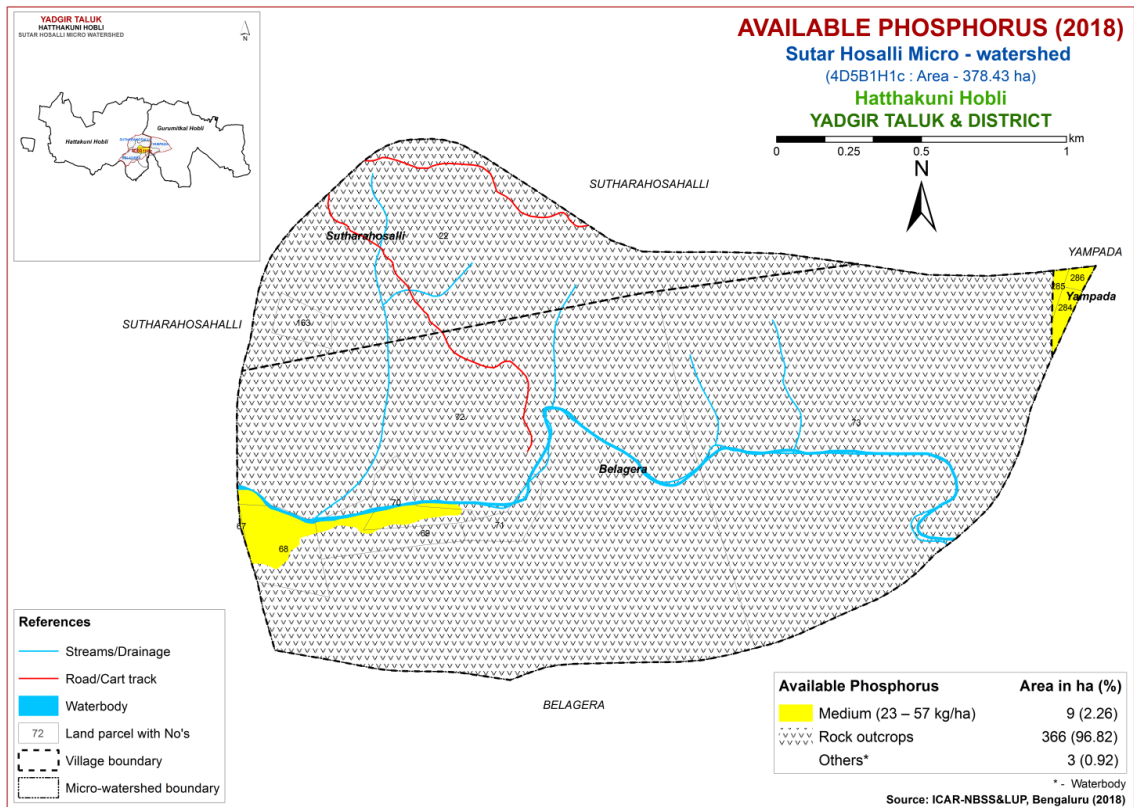 YADGIR TALUK
HATTHAKUNI HOBLI
SUTAR HOSALLI MICRO WATERSHED
N
Gurumitkal Hobli
Hattakuni Hobli
AVAILABLE PHOSPHORUS (2018)
Sutar Hosalli Micro - watershed
(4D5B1H1c : Area - 378.43 ha)
Hatthakuni Hobli
YADGIR TALUK & DISTRICT
km
0 0.25 0.5 1
N
SUTHARAHOSAHALLI
Sutharahosalli
22
YAMPADA
286
285
Yampada
284
SUTHARAHOSAHALLI
163
72
73
Belagera
70
67
71
69
68
BELAGERA
References
Streams/Drainage
Road/Cart track
Waterbody
72 Land parcel with No's
Village boundary
Micro-watershed boundary
Available Phosphorus Area in ha (%)
Medium (23 – 57 kg/ha) 9 (2.26)
Rock outcrops 366 (96.82)
Others* 3 (0.92)
* - Waterbody
Source: ICAR-NBSS&LUP, Bengaluru (2018)